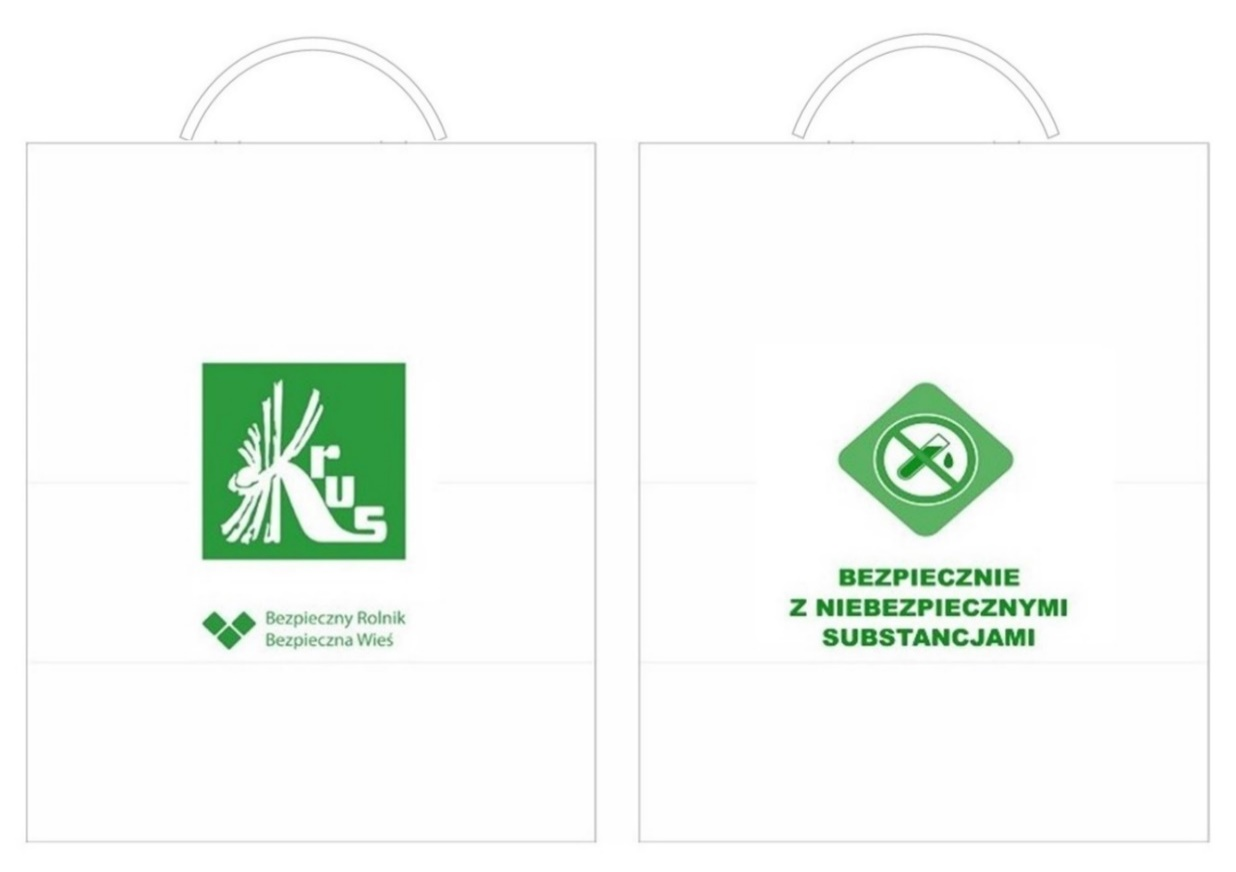 Krus
Bezpieczny Rolnik
Bezpieczna Wieś
BEZPIECZNIE
Z NIEBEZPIECZNYMI
SUBSTANCJAMI